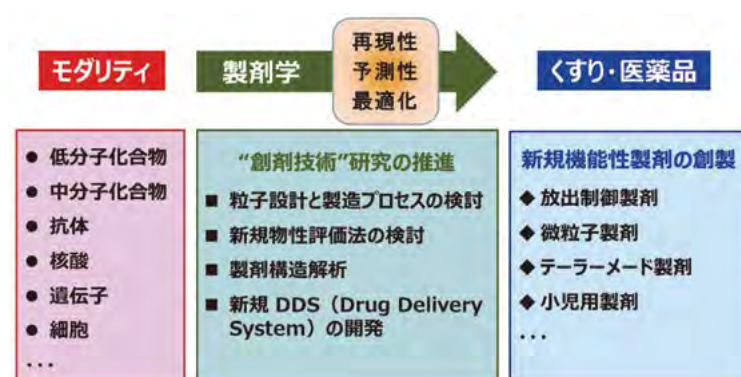 モダリティ
製剤学
再現性
予測性
最適化
くすり・医薬品
● 低分子化合物
● 中分子化合物
● 抗体
● 核酸
● 遺伝子
● 細胞
・・・
“創剤技術”研究の推進
■ 粒子設計と製造プロセスの検討
■ 新規物性評価法の検討
■ 製剤構造解析
■ 新規 DDS（Drug Delivery
System）の開発
新規機能性製剤の創製
◆ 放出制御製剤
◆ 微粒子製剤
◆ テーラーメード製剤
◆ 小児用製剤
・・・